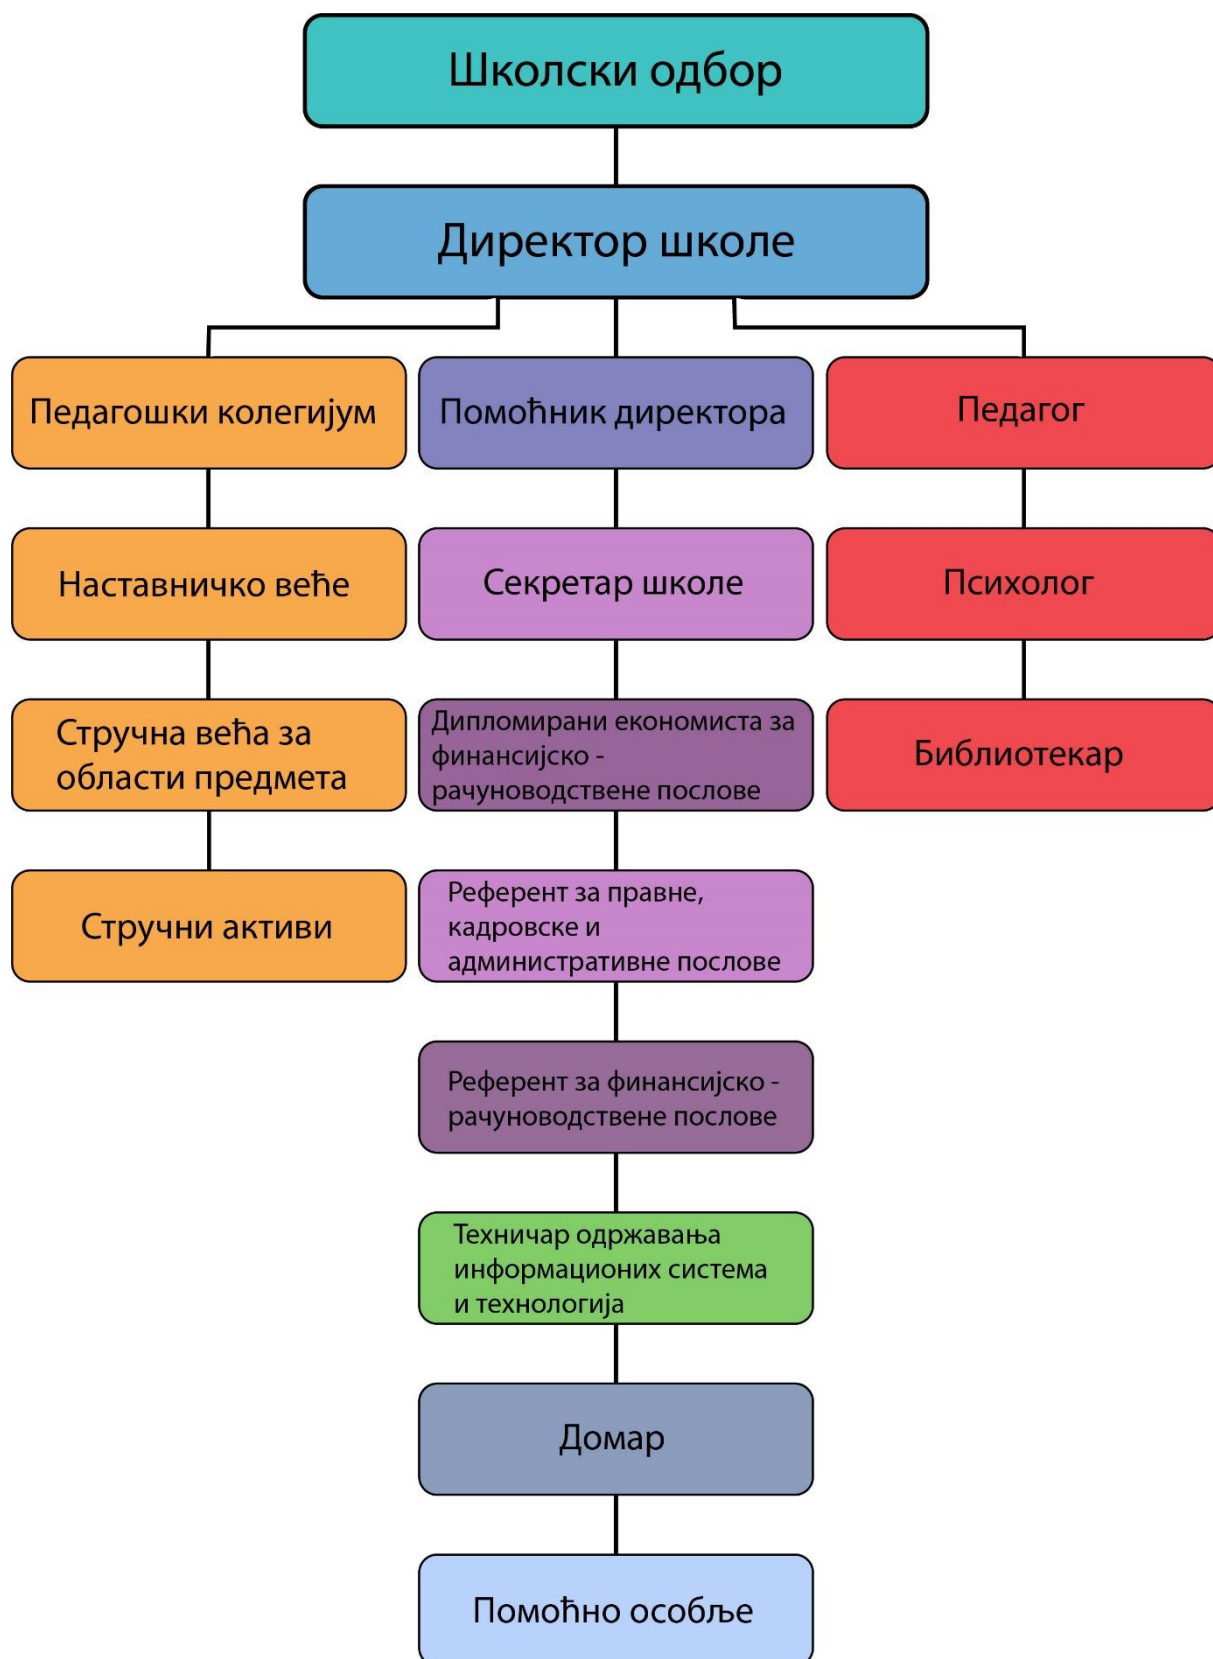 Школски одбор
Директор школе
Педагошки колегијум
Помоћник директора
Педагог
Наставничко веће
Секретар школе
Психолог
Стручна већа за
области предмета
Дипломирани економиста за
финансијско -
рачуноводствене послове
Библиотекар
Стручни активи
Референт за правне,
кадровске и
административне послове
Референт за финансијско -
рачуноводствене послове
Техничар одржавања
информационих система
и технологија
Домар
Помоћно особље